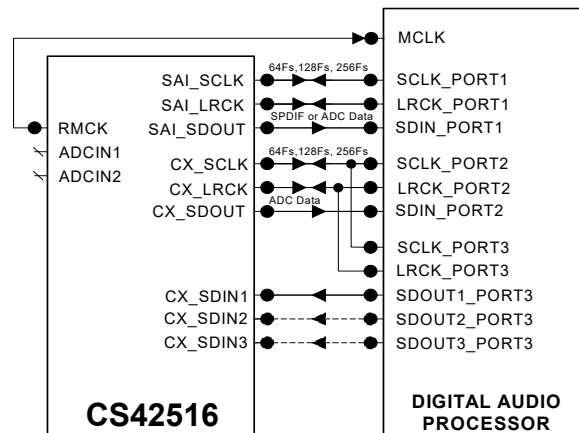 MCLK
64Fs,128Fs, 256Fs
SAI_SCLK
SCLK_PORT1
SAI_LRCK
LRCK_PORT1
SPDIF or ADC Data
RMCK
SAI_SDOUT
SDIN_PORT1
ADCIN1
64Fs,128Fs, 256Fs
CX_SCLK
SCLK_PORT2
ADCIN2
CX_LRCK
LRCK_PORT2
ADC Data
CX_SDOUT
SDIN_PORT2
SCLK_PORT3
LRCK_PORT3
CX_SDIN1
SDOUT1_PORT3
CX_SDIN2
SDOUT2_PORT3
CX_SDIN3
SDOUT3_PORT3
CS42516
DIGITAL AUDIO
PROCESSOR